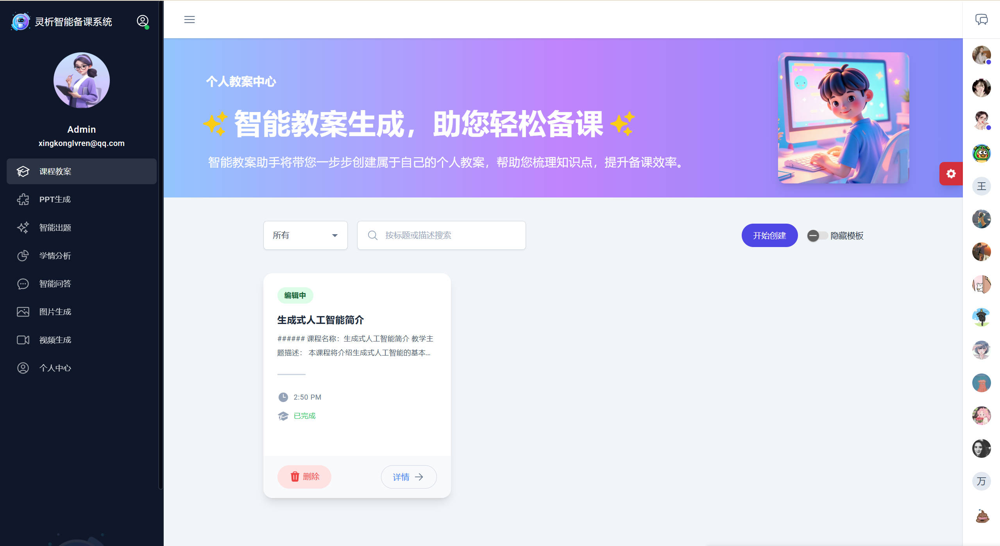 灵析智能备课系统
Admin
xingkonglvren@qq.com
课程教案
PPT生成
智能出题
学情分析
智能问答
图片生成
视频生成
个人中心
个人教案中心
智能教案生成，助您轻松备课
智能教案助手将带您一步步创建属于自己的个人教案，帮助您梳理知识点，提升备课效率。
所有
按标题或描述搜索
开始创建
隐藏模板
编辑中
生成式人工智能简介
###### 课程名称：生成式人工智能简介 教学主
题描述： 本课程将介绍生成式人工智能的基本...
2:50 PM
已完成
删除
详情
王
万